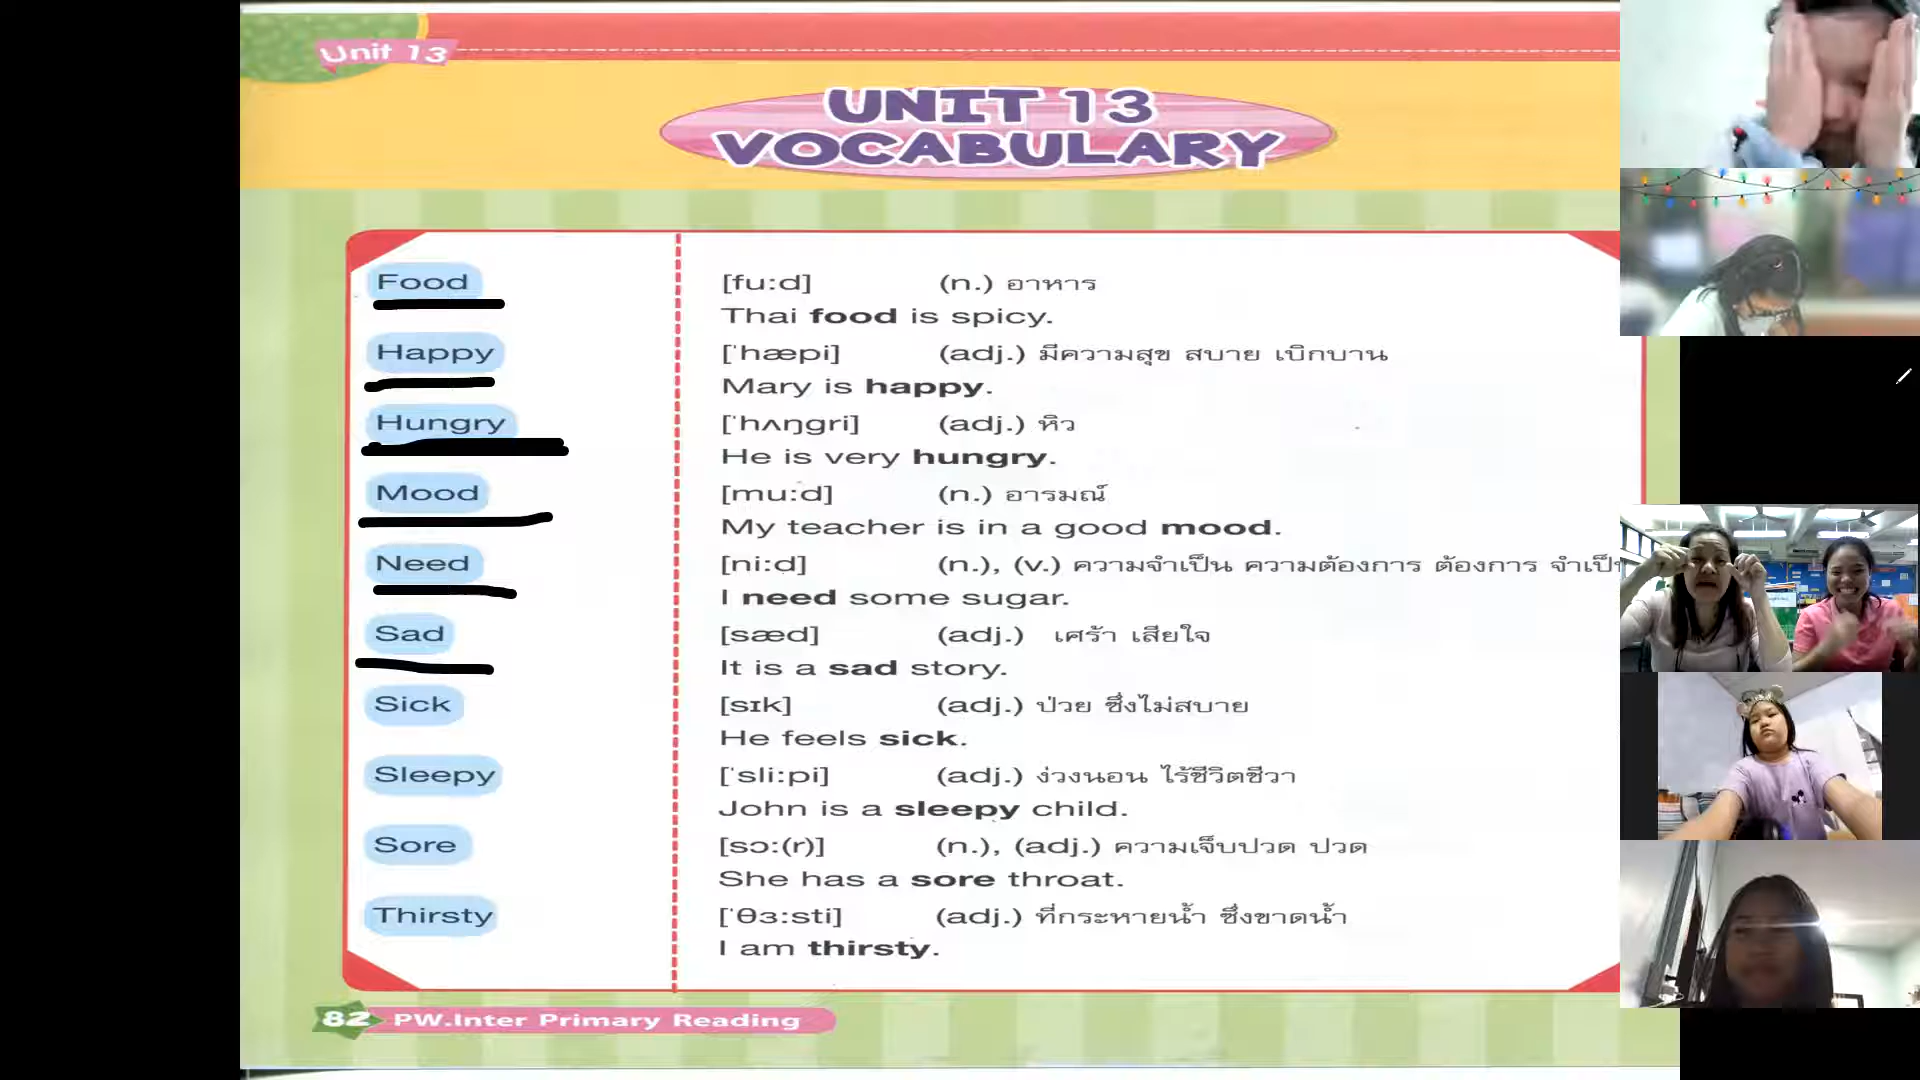 Unit 13
UNIT 13
VOCABULARY
Food [fu:d] (n.) อาหาร
Thai food is spicy.
Happy [ˈhæpi] (adj.) มีความสุข สบาย เบิกบาน
Mary is happy.
Hungry [ˈhʌŋgri] (adj.) หิว
He is very hungry.
Mood [mu:d] (n.) อารมณ์
My teacher is in a good mood.
Need [ni:d] (n.), (v.) ความจำเป็น ความต้องการ ต้องการ
I need some sugar.
Sad [sæd] (adj.) เศร้า เสียใจ
It is a sad story.
Sick [sɪk] (adj.) ป่วย ซึ่งไม่สบาย
He feels sick.
Sleepy [ˈsli:pi] (adj.) ง่วงนอน ไร้ชีวิตชีวา
John is a sleepy child.
Sore [sɔ:(r)] (n.), (adj.) ความเจ็บปวด ปวด
She has a sore throat.
Thirsty [ˈθɜ:sti] (adj.) ที่กระหายน้ำ ซึ่งขาดน้ำ
I am thirsty.
82 PW.Inter Primary Reading